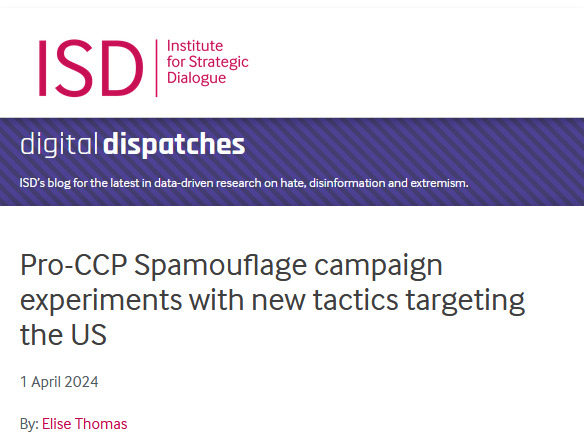 ISD
Institute
for Strategic
Dialogue
digital dispatches
ISD's blog for the latest in data-driven research on hate, disinformation and extremism.
Pro-CCP Spamouflage campaign
experiments with new tactics targeting
the US
1 April 2024
By: Elise Thomas